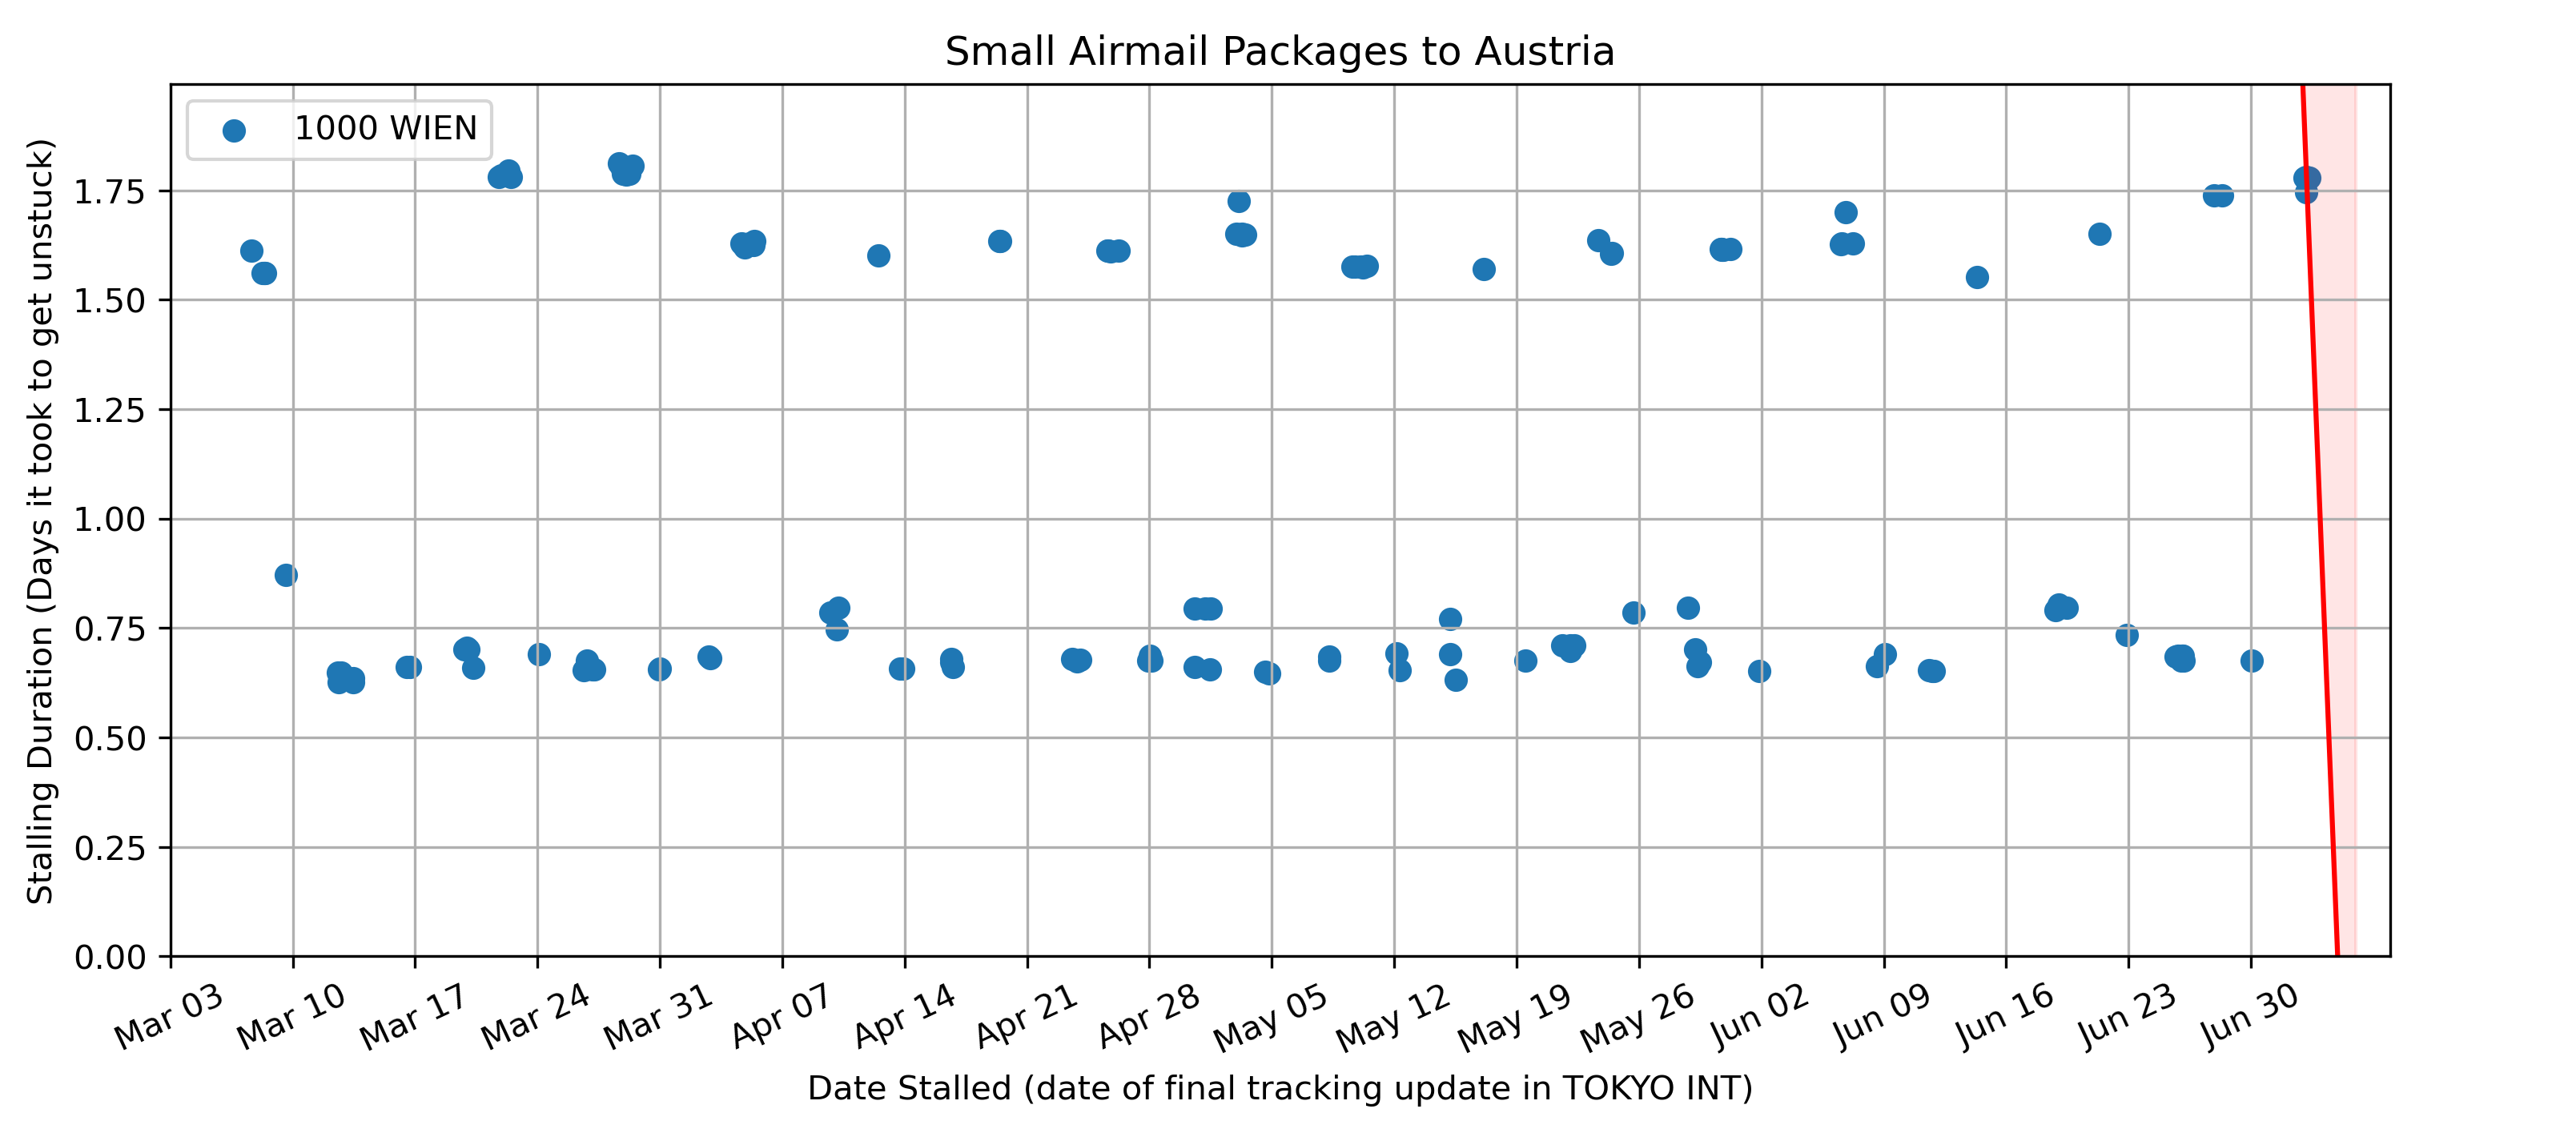 Small Airmail Packages to Austria
1000 WIEN
Stalling Duration (Days it took to get unstuck)
1.75
1.50
1.25
1.00
0.75
0.50
0.25
0.00
Mar 03
Mar 10
Mar 17
Mar 24
Mar 31
Apr 07
Apr 14
Apr 21
Apr 28
May 05
May 12
May 19
May 26
Jun 02
Jun 09
Jun 16
Jun 23
Jun 30
Date Stalled (date of final tracking update in TOKYO INT)